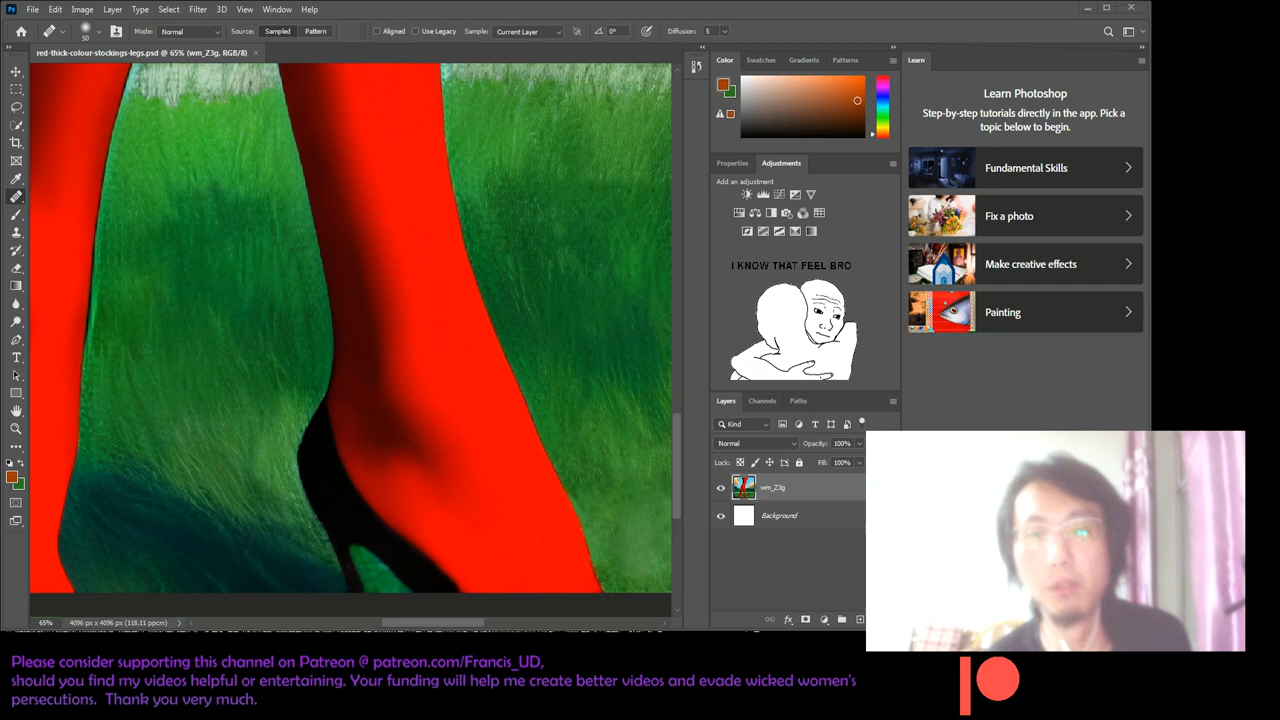 Ps File Edit Image Layer Type Select Filter 3D View Window Help
50 Mode: Normal Source: Sampled Pattern Aligned Use Legacy Sample: Current Layer 0° Diffusion: 5
red-thick-colour-stockings-legs.psd @ 65% (wm_Z3g, RGB/8)
Color Swatches Gradients Patterns
Learn
Learn Photoshop
Step-by-step tutorials directly in the app. Pick a
topic below to begin.
Fundamental Skills
Fix a photo
Make creative effects
Painting
Properties Adjustments
Add an adjustment
I KNOW THAT FEEL BRO
Layers Channels Paths
Kind
Normal Opacity: 100%
Lock: Fill: 100%
wm_Z3g
Background
fx
65% 4096 px x 4096 px (118.11 ppcm)
Please consider supporting this channel on Patreon @ patreon.com/Francis_UD,
should you find my videos helpful or entertaining. Your funding will help me create better videos and evade wicked women's
persecutions. Thank you very much.